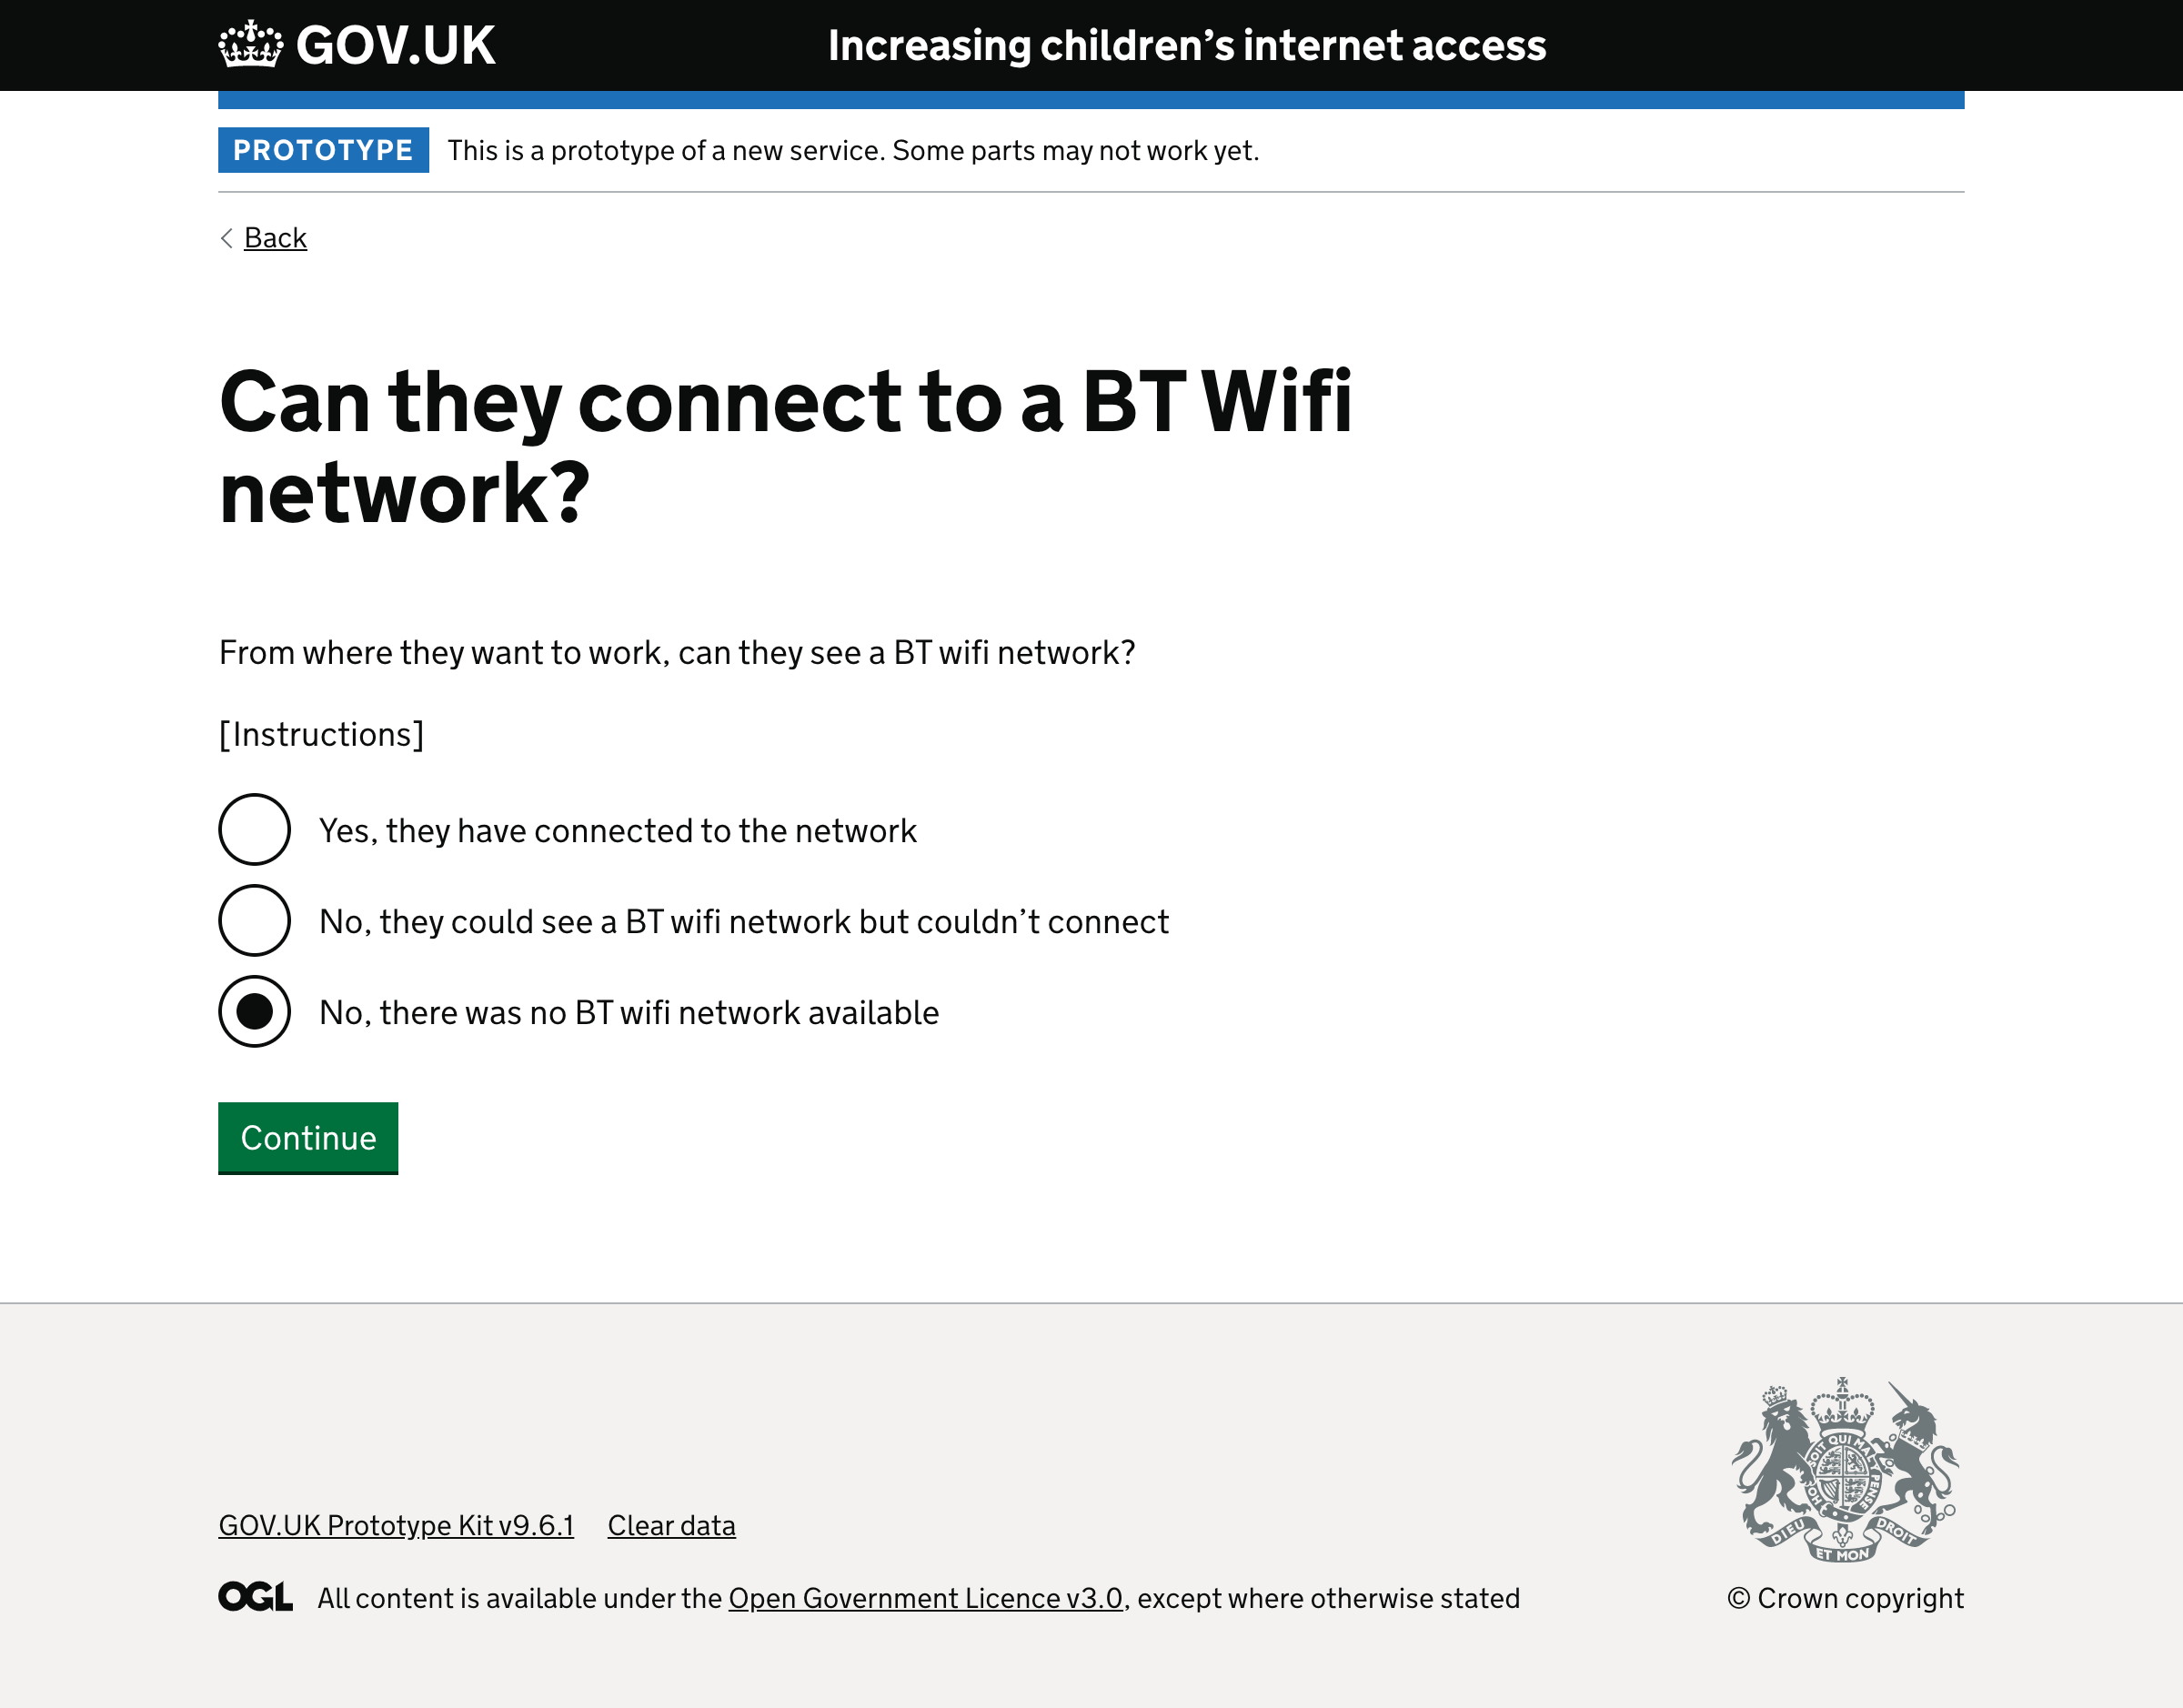 GOV.UK
Increasing children’s internet access
PROTOTYPE This is a prototype of a new service. Some parts may not work yet.
Back
Can they connect to a BT Wifi
network?
From where they want to work, can they see a BT wifi network?
[Instructions]
Yes, they have connected to the network
No, they could see a BT wifi network but couldn’t connect
No, there was no BT wifi network available
Continue
GOV.UK Prototype Kit v9.6.1 Clear data
OGL All content is available under the Open Government Licence v3.0, except where otherwise stated
SOIT QUI MAL Y PENSE
DIEU ET MON DROIT
© Crown copyright